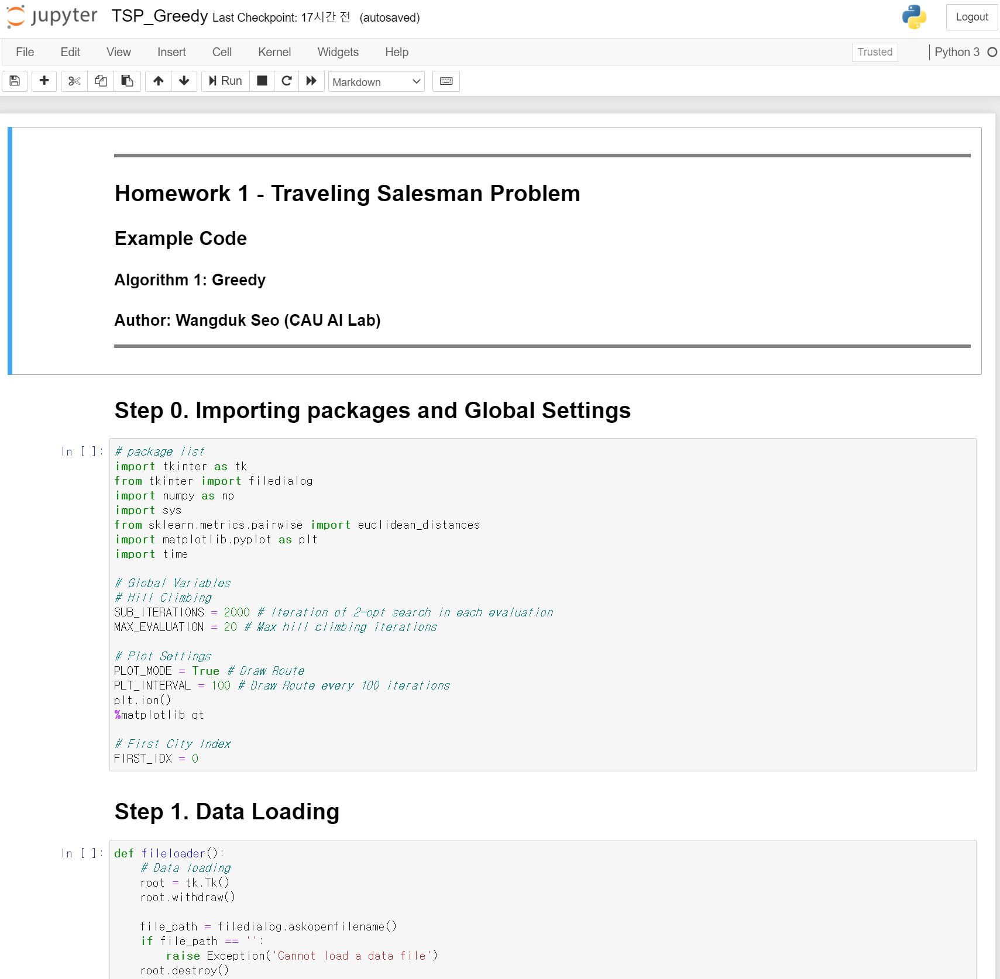 jupyter TSP_Greedy Last Checkpoint: 17시간 전 (autosaved) Logout
File Edit View Insert Cell Kernel Widgets Help Trusted Python 3
Run Markdown
Homework 1 - Traveling Salesman Problem
Example Code
Algorithm 1: Greedy
Author: Wangduk Seo (CAU AI Lab)
Step 0. Importing packages and Global Settings
In [ ]: # package list
import tkinter as tk
from tkinter import filedialog
import numpy as np
import sys
from sklearn.metrics.pairwise import euclidean_distances
import matplotlib.pyplot as plt
import time
# Global Variables
# Hill Climbing
SUB_ITERATIONS = 2000 # Iteration of 2-opt search in each evaluation
MAX_EVALUATION = 20 # Max hill climbing iterations
# Plot Settings
PLOT_MODE = True # Draw Route
PLT_INTERVAL = 100 # Draw Route every 100 iterations
plt.ion()
%matplotlib qt
# First City Index
FIRST_IDX = 0
Step 1. Data Loading
In [ ]: def fileloader():
    # Data loading
    root = tk.Tk()
    root.withdraw()
    file_path = filedialog.askopenfilename()
    if file_path == '':
        raise Exception('Cannot load a data file')
    root.destroy()